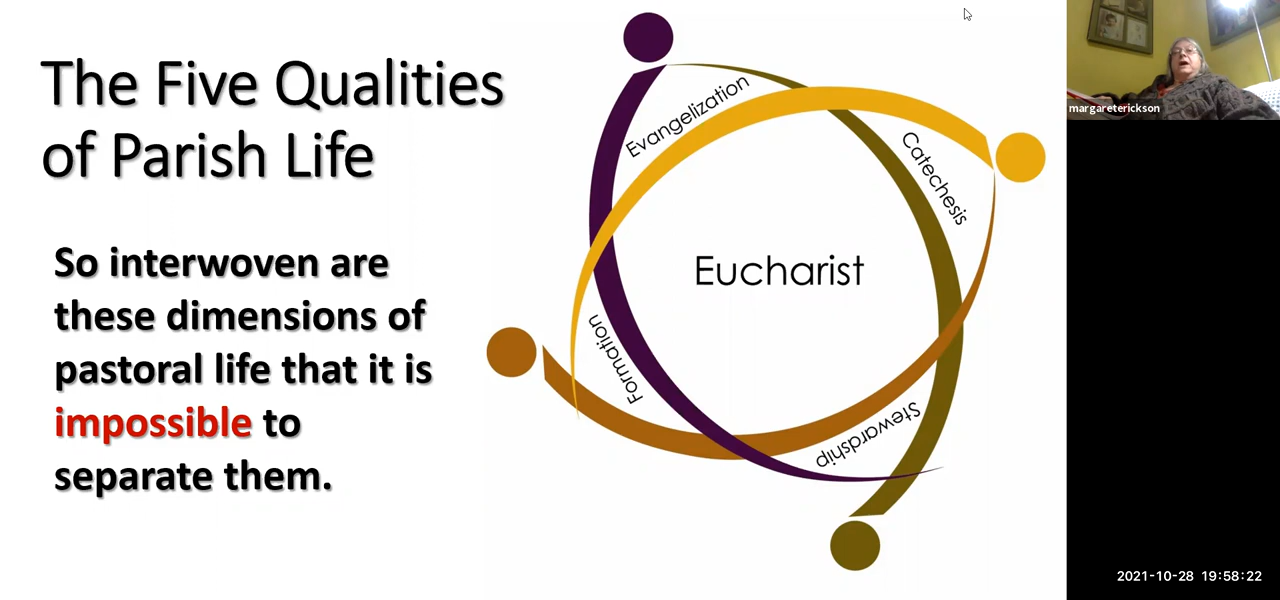 The Five Qualities
of Parish Life
So interwoven are
these dimensions of
pastoral life that it is
impossible to
separate them.
Evangelization
Catechesis
Eucharist
Formation
Stewardship
margareterickson
2021-10-28 19:58:22